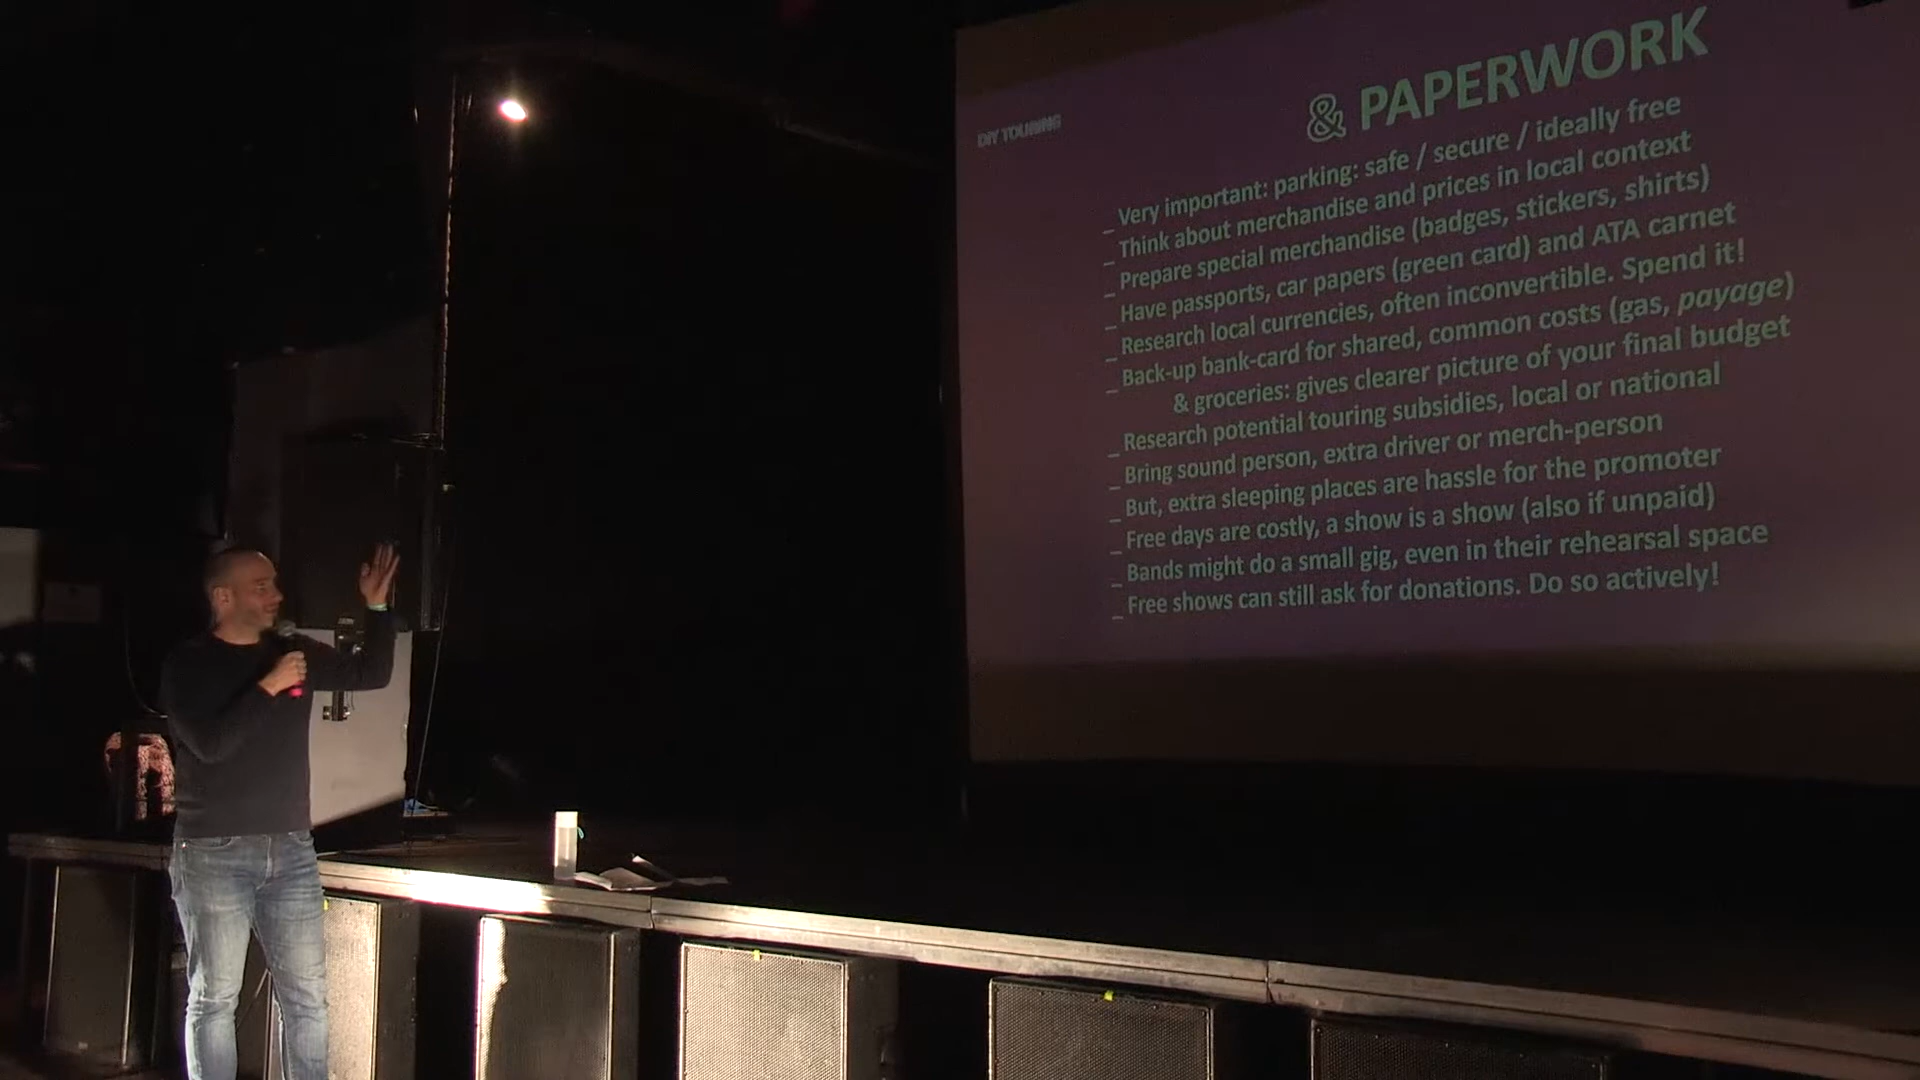 DIY TOURING
& PAPERWORK
_ Very important: parking: safe / secure / ideally free
_ Think about merchandise and prices in local context
_ Prepare special merchandise (badges, stickers, shirts)
_ Have passports, car papers (green card) and ATA carnet
_ Research local currencies, often inconvertible. Spend it!
_ Back-up bank-card for shared, common costs (gas, payage)
& groceries: gives clearer picture of your final budget
_ Research potential touring subsidies, local or national
_ Bring sound person, extra driver or merch-person
_ But, extra sleeping places are hassle for the promoter
_ Free days are costly, a show is a show (also if unpaid)
_ Bands might do a small gig, even in their rehearsal space
_ Free shows can still ask for donations. Do so actively!